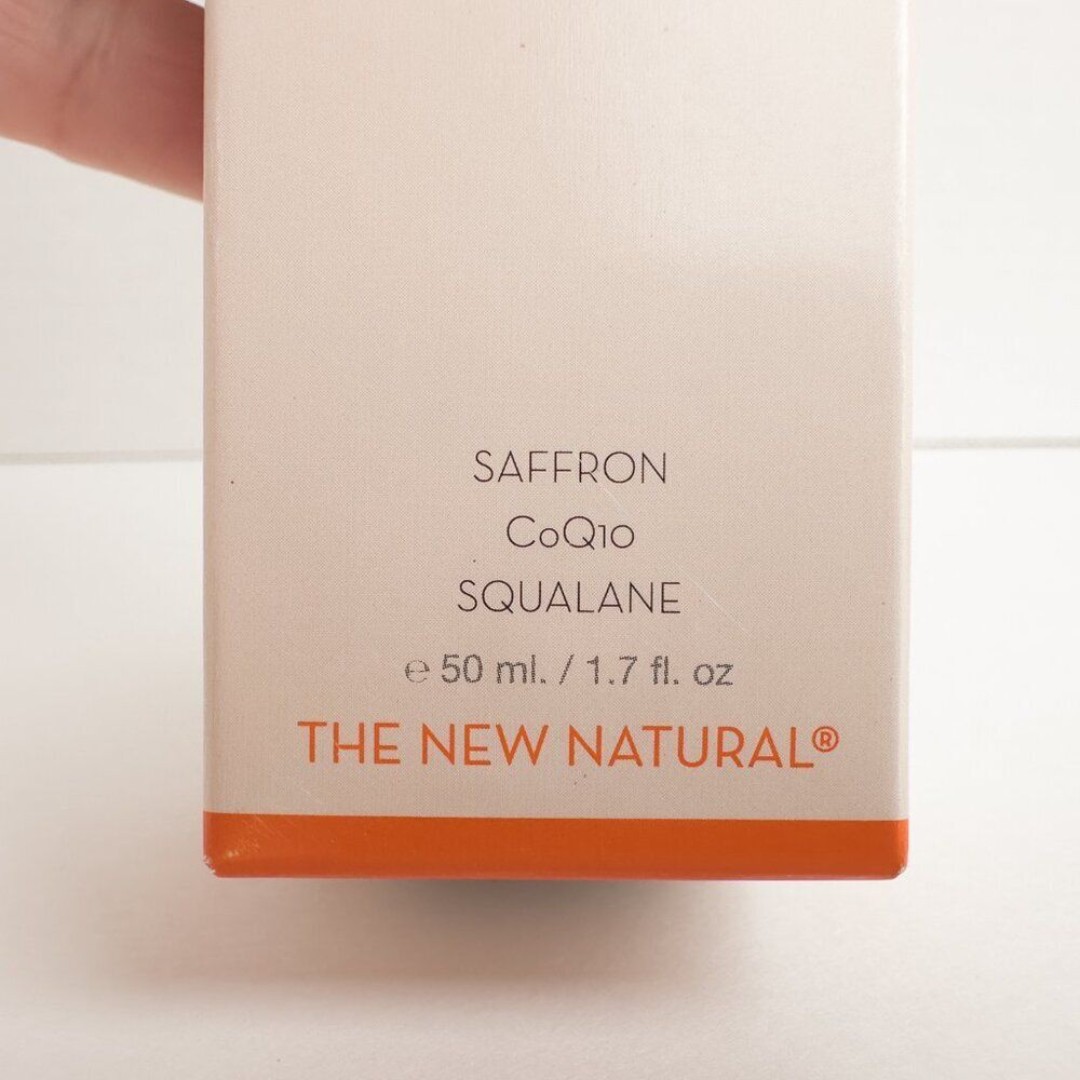 SAFFRON
CoQ10
SQUALANE
℮ 50 ml. / 1.7 fl. oz
THE NEW NATURAL®